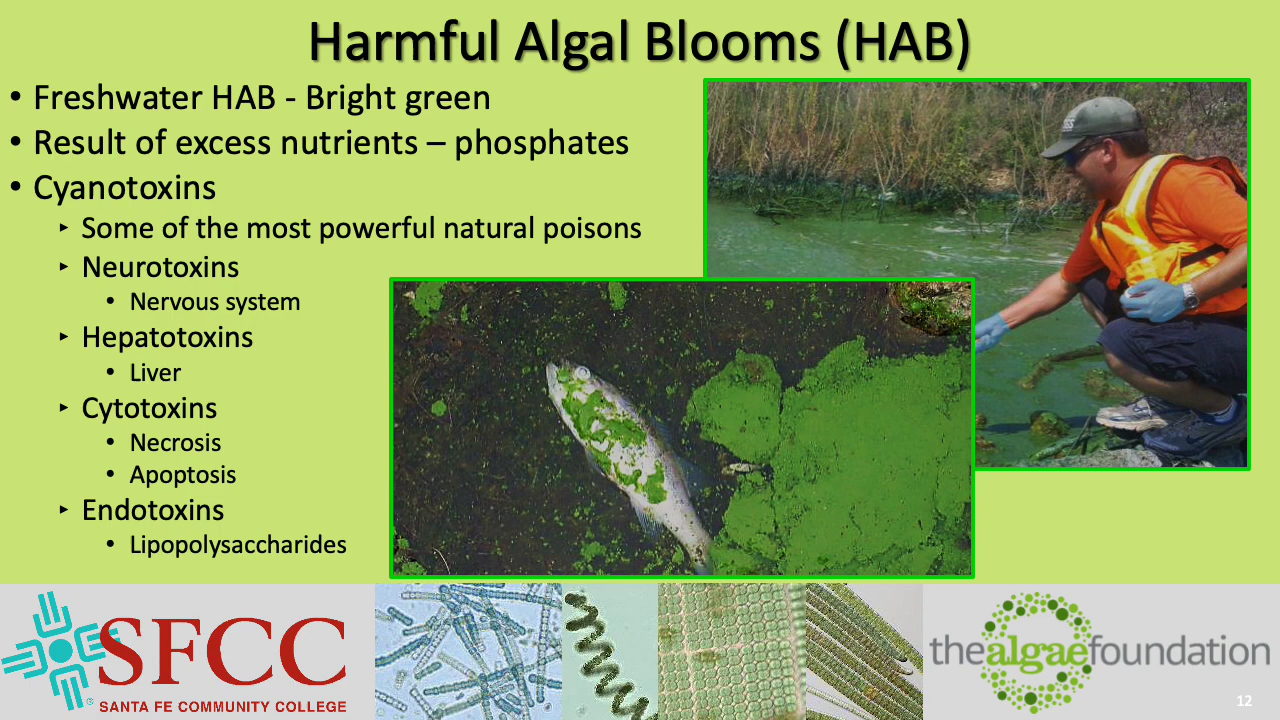 Harmful Algal Blooms (HAB)
• Freshwater HAB - Bright green
• Result of excess nutrients – phosphates
• Cyanotoxins
‣ Some of the most powerful natural poisons
‣ Neurotoxins
• Nervous system
‣ Hepatotoxins
• Liver
‣ Cytotoxins
• Necrosis
• Apoptosis
‣ Endotoxins
• Lipopolysaccharides
SFCC
®
SANTA FE COMMUNITY COLLEGE
thealgaefoundation
12